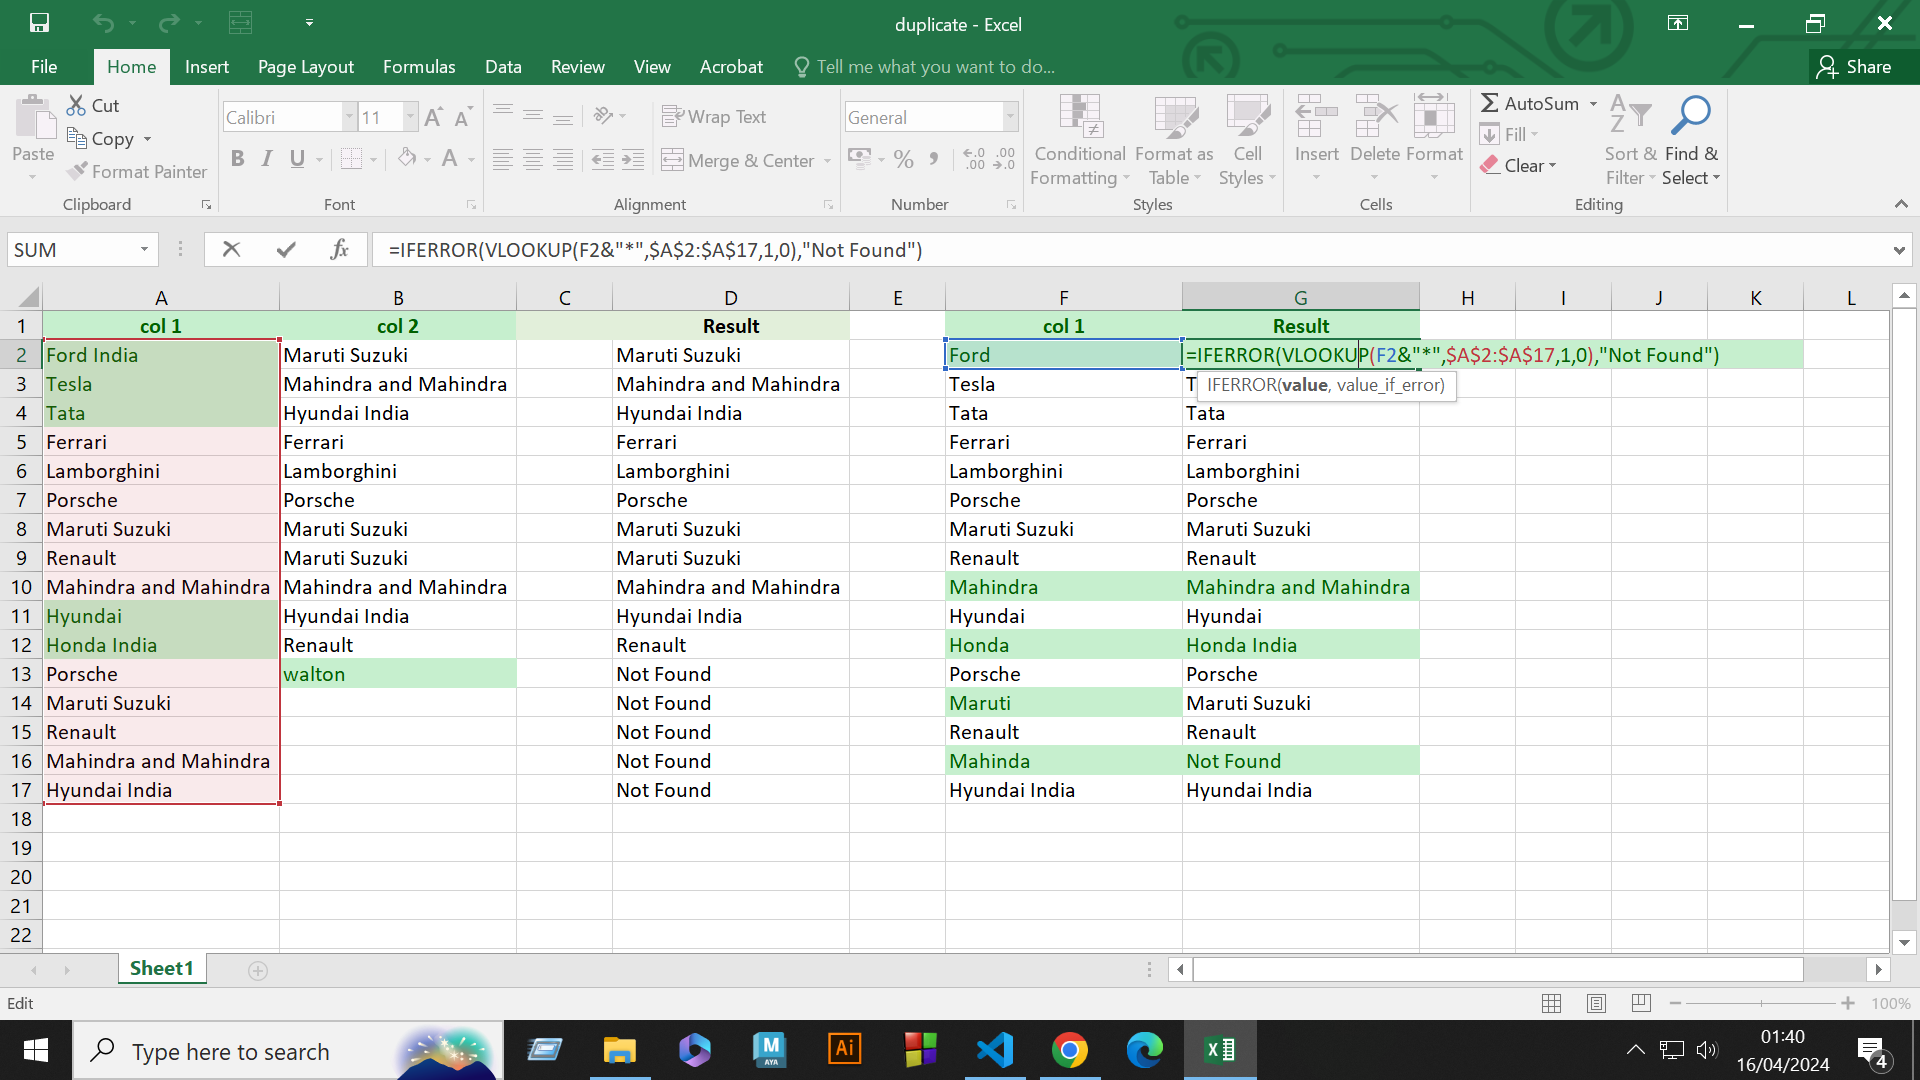 duplicate - Excel
File Home Insert Page Layout Formulas Data Review View Acrobat Tell me what you want to do... Share
Paste
Cut
Copy
Format Painter
Clipboard
Calibri 11
B I U A
Font
Wrap Text
Merge & Center
Alignment
General
%
Number
Conditional Formatting
Format as Table
Cell Styles
Styles
Insert Delete Format
Cells
AutoSum
Fill
Clear
Sort & Filter
Find & Select
Editing
SUM fx =IFERROR(VLOOKUP(F2&"*",$A$2:$A$17,1,0),"Not Found")
A B C D E F G H I J K L
1 col 1 col 2 Result col 1 Result
2 Ford India Maruti Suzuki Maruti Suzuki Ford =IFERROR(VLOOKUP(F2&"*",$A$2:$A$17,1,0),"Not Found")
3 Tesla Mahindra and Mahindra Mahindra and Mahindra Tesla T IFERROR(value, value_if_error)
4 Tata Hyundai India Hyundai India Tata Tata
5 Ferrari Ferrari Ferrari Ferrari Ferrari
6 Lamborghini Lamborghini Lamborghini Lamborghini Lamborghini
7 Porsche Porsche Porsche Porsche Porsche
8 Maruti Suzuki Maruti Suzuki Maruti Suzuki Maruti Suzuki Maruti Suzuki
9 Renault Maruti Suzuki Maruti Suzuki Renault Renault
10 Mahindra and Mahindra Mahindra and Mahindra Mahindra and Mahindra Mahindra Mahindra and Mahindra
11 Hyundai Hyundai India Hyundai India Hyundai Hyundai
12 Honda India Renault Renault Honda Honda India
13 Porsche walton Not Found Porsche Porsche
14 Maruti Suzuki Not Found Maruti Maruti Suzuki
15 Renault Not Found Renault Renault
16 Mahindra and Mahindra Not Found Mahinda Not Found
17 Hyundai India Not Found Hyundai India Hyundai India
18
19
20
21
22
Sheet1
Edit 100%
Type here to search
M
AYA
Ai
01:40
16/04/2024
4